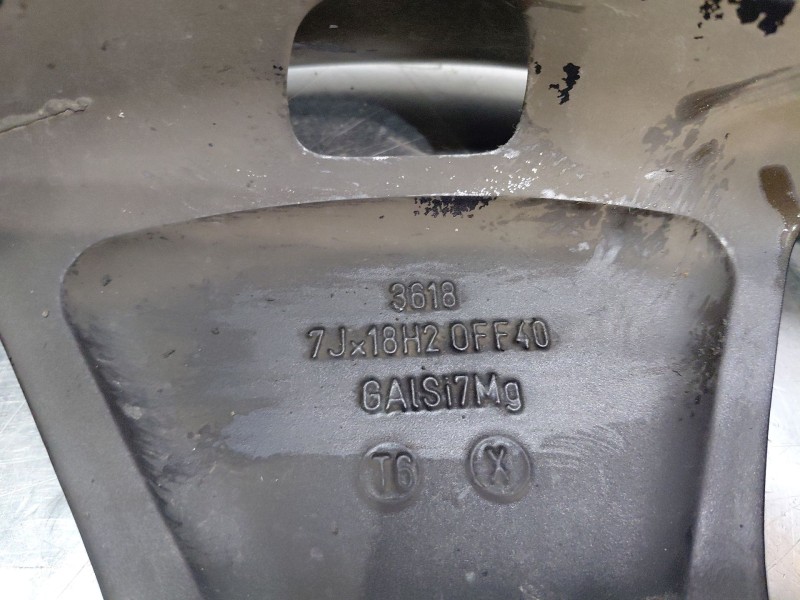 3618
7Jx18H2 OFF40
GAlSi7Mg
T6 X